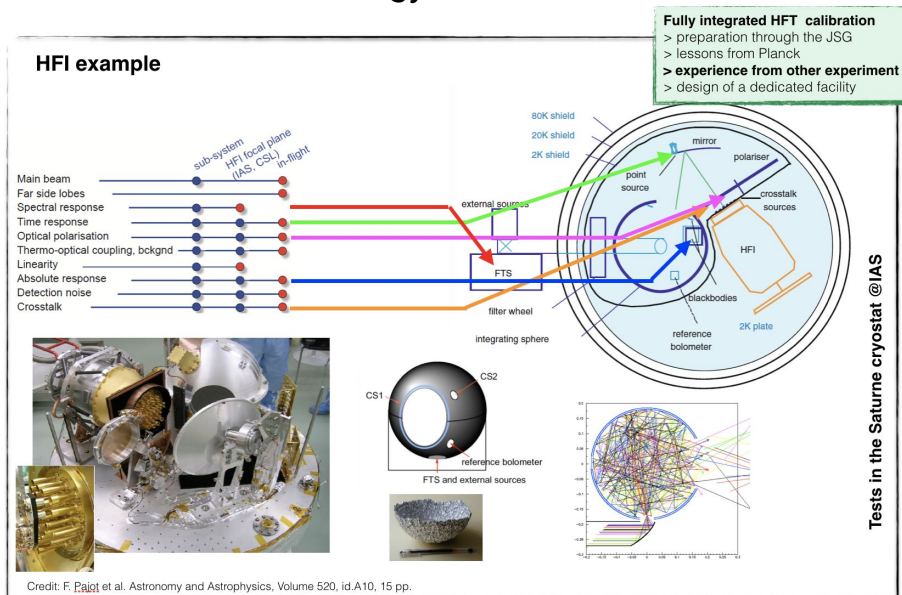 Fully integrated HFT calibration
> preparation through the JSG
> lessons from Planck
> experience from other experiment
> design of a dedicated facility
HFI example
sub-system
HFI focal plane
(IAS, CSL)
in-flight
Main beam
Far side lobes
Spectral response
Time response
Optical polarisation
Thermo-optical coupling, bckgnd
Linearity
Absolute response
Detection noise
Crosstalk
80K shield
20K shield
2K shield
mirror
polariser
point
source
external sources
crosstalk
sources
HFI
FTS
filter wheel
blackbodies
2K plate
integrating sphere
reference
bolometer
Tests in the Saturne cryostat @IAS
CS1
CS2
reference bolometer
FTS and external sources
Credit: F. Pajot et al. Astronomy and Astrophysics, Volume 520, id.A10, 15 pp.